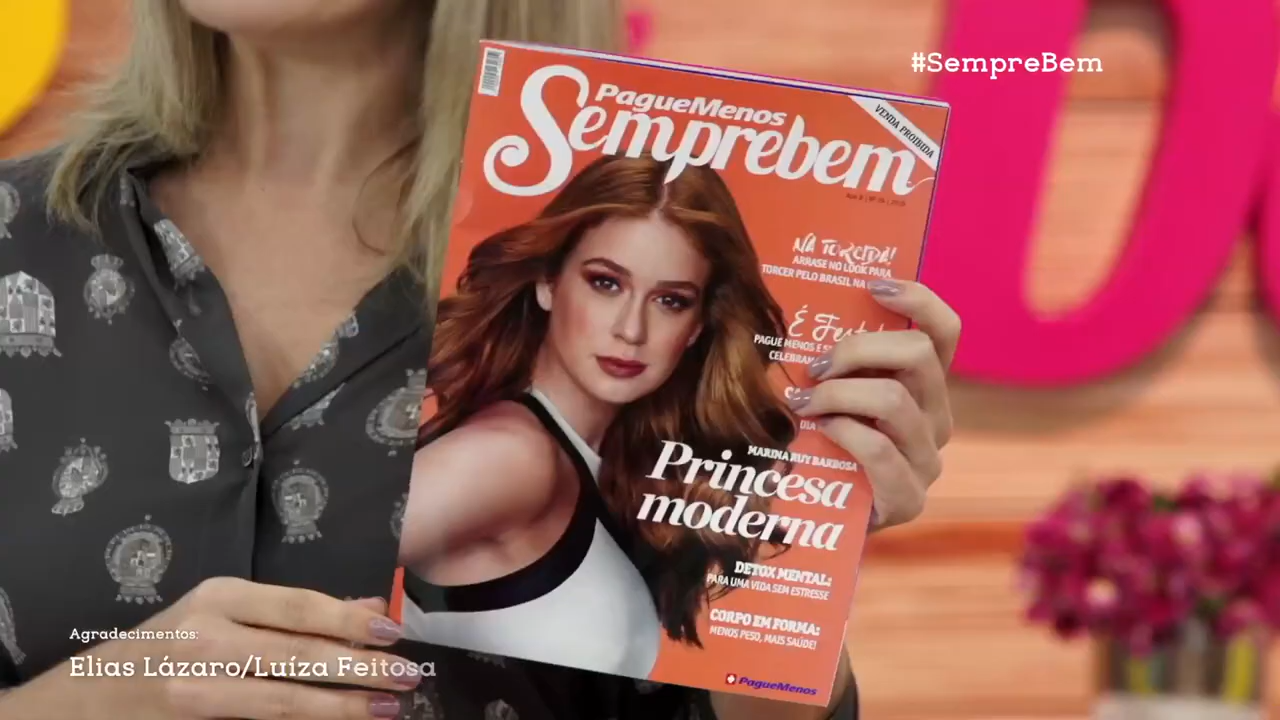 #SempreBem
PagueMenos
Semprebem
VENDA PROIBIDA
NA TORCIDA!
ARRASE NO LOOK PARA
TORCER PELO BRASIL NA
É
PAGUE MENOS E
MARINA RUY BARBOSA
Princesa
moderna
DETOX MENTAL:
PARA UMA VIDA SEM ESTRESSE
CORPO EM FORMA:
MENOS PESO, MAIS SAÚDE!
PagueMenos
Agradecimentos:
Elias Lázaro/Luíza Feitosa